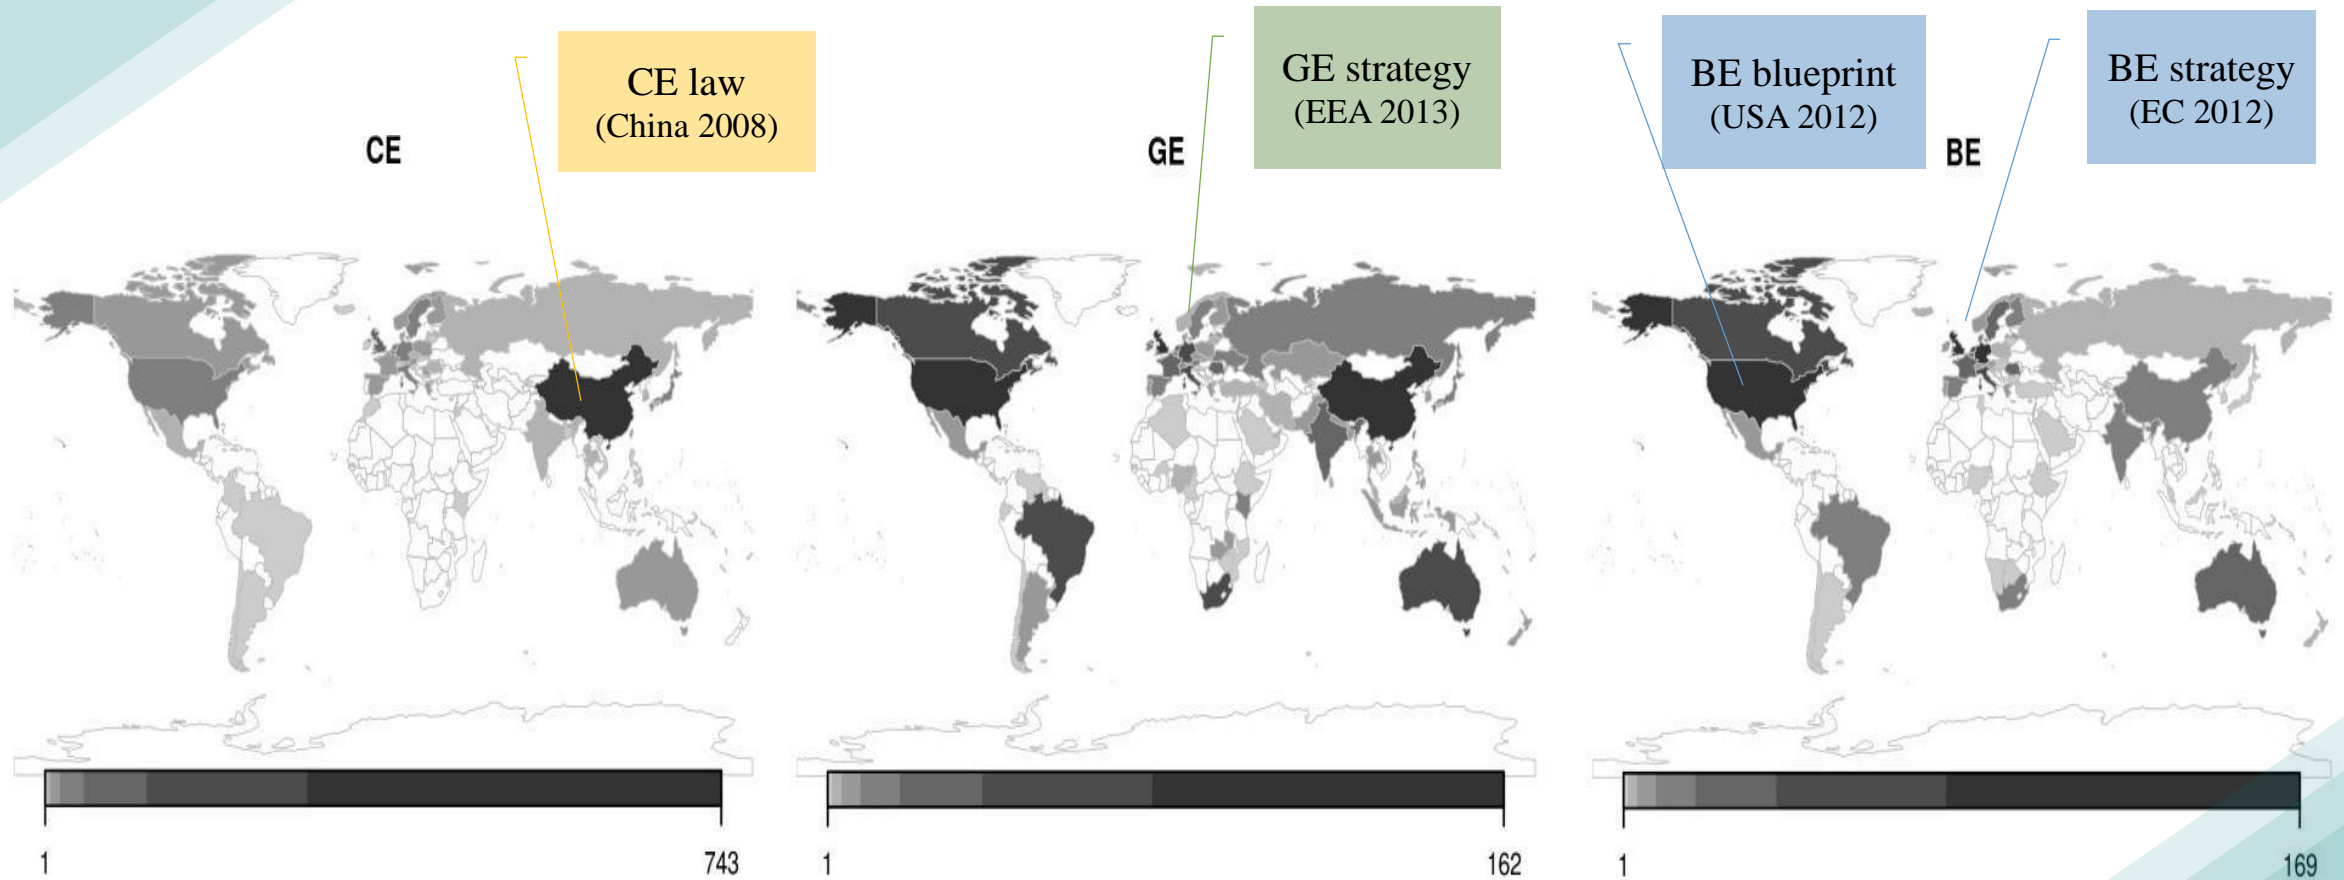 CE law
(China 2008)
GE strategy
(EEA 2013)
BE blueprint
(USA 2012)
BE strategy
(EC 2012)
CE
GE
BE
1
743
1
162
1
169